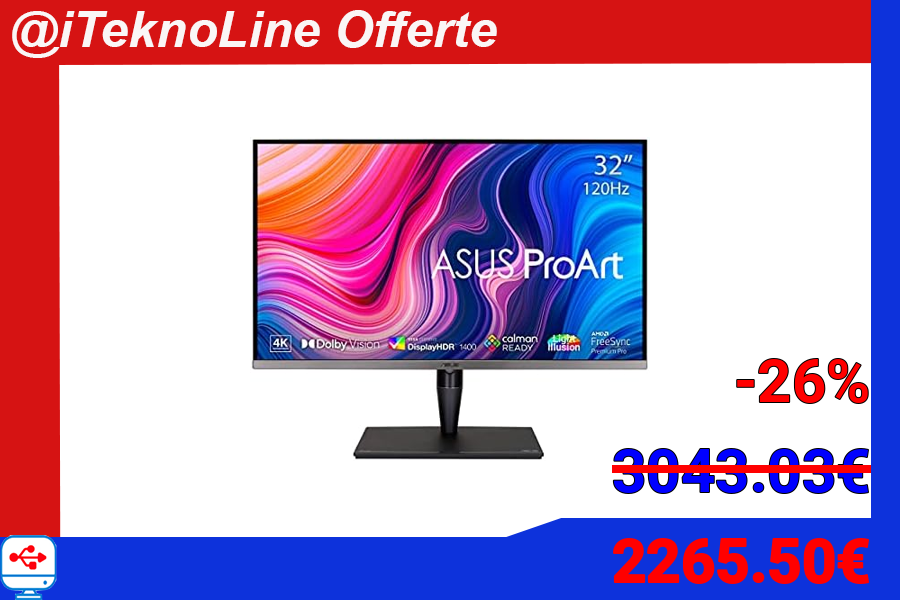 @iTeknoLine Offerte
32"
120Hz
ASUS ProArt
4K
Dolby Vision
DisplayHDR 1400
calman
READY
Light
Illusion
AMD
FreeSync
Premium Pro
-26%
3043.03€
2265.50€